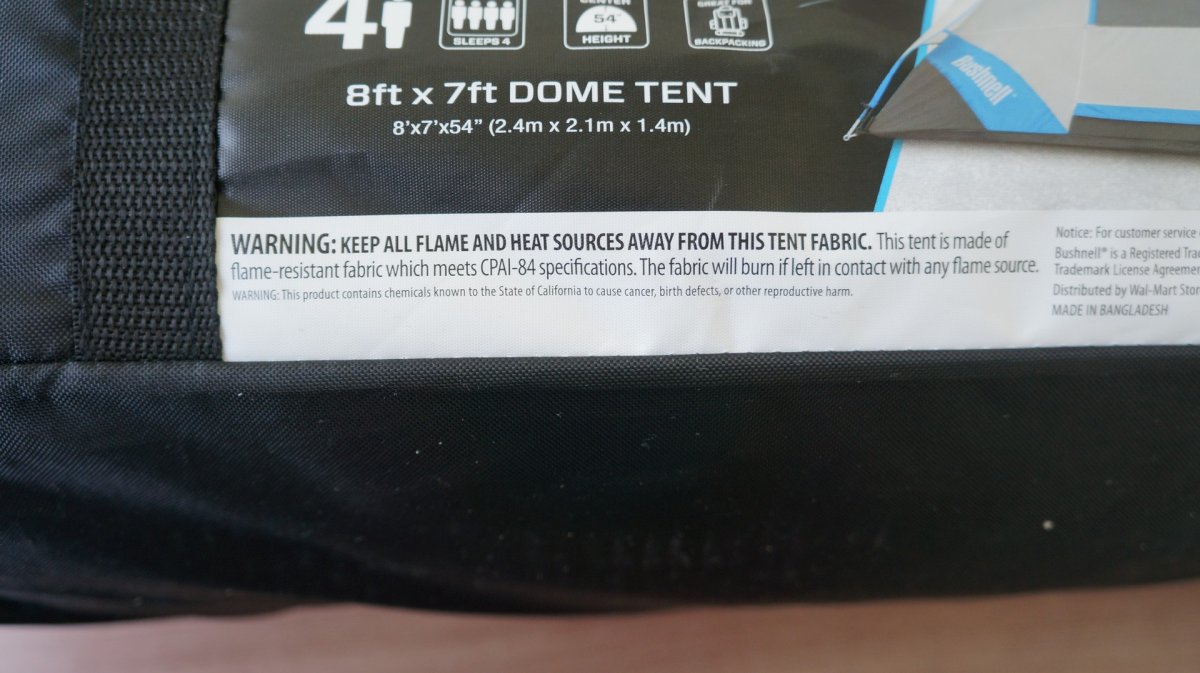 4
SLEEPS 4
CENTER
54"
HEIGHT
GREAT FOR
BACKPACKING
8ft x 7ft DOME TENT
8'x7'x54" (2.4m x 2.1m x 1.4m)
Bushnell
WARNING: KEEP ALL FLAME AND HEAT SOURCES AWAY FROM THIS TENT FABRIC. This tent is made of
flame-resistant fabric which meets CPAI-84 specifications. The fabric will burn if left in contact with any flame source.
WARNING: This product contains chemicals known to the State of California to cause cancer, birth defects, or other reproductive harm.
Notice: For customer service
Bushnell® is a Registered
Trademark License
Distributed by Wal-Mart
MADE IN BANGLADESH